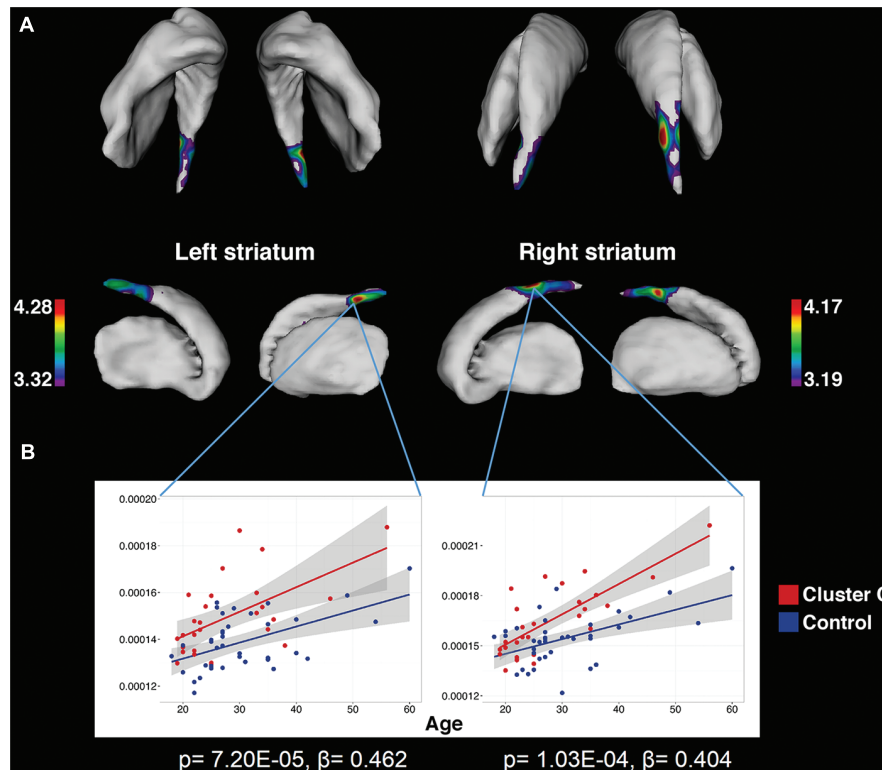 A
Left striatum
Right striatum
4.28
3.32
4.17
3.19
B
0.00020
0.00018
0.00016
0.00014
0.00012
20
30
40
50
60
0.00021
0.00018
0.00015
0.00012
20
30
40
50
60
Age
Cluster
Control
p= 7.20E-05, β= 0.462
p= 1.03E-04, β= 0.404